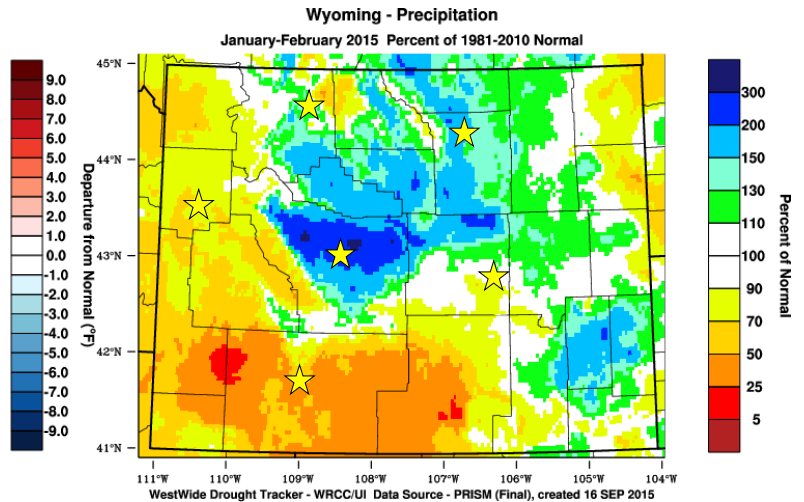 Wyoming - Precipitation
January-February 2015 Percent of 1981-2010 Normal
9.0
8.0
7.0
6.0
5.0
4.0
3.0
2.0
1.0
0.0
-1.0
-2.0
-3.0
-4.0
-5.0
-6.0
-7.0
-8.0
-9.0
Departure from Normal (°F)
45°N
44°N
43°N
42°N
41°N
111°W 110°W 109°W 108°W 107°W 106°W 105°W 104°W
300
200
150
130
110
100
90
70
50
25
5
Percent of Normal
WestWide Drought Tracker - WRCC/UI Data Source - PRISM (Final), created 16 SEP 2015